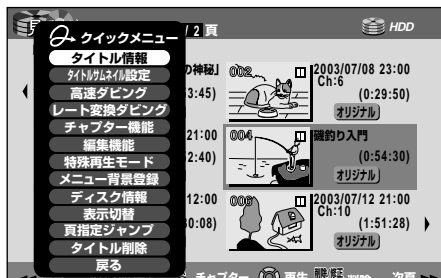 見
クイックメニュー
/2 頁
HDD
タイトル情報
タイトルサムネイル設定
高速ダビング
レート変換ダビング
チャプター機能
編集機能
特殊再生モード
メニュー背景登録
ディスク情報
表示切替
頁指定ジャンプ
タイトル削除
戻る
の神秘」
3:45)
002
2003/07/08 23:00
Ch:6
(0:29:50)
オリジナル
21:00
2:40)
004
磯釣り入門
(0:54:30)
オリジナル
12:00
0:08)
006
2003/07/12 21:00
Ch:10
(1:51:28)
オリジナル
チャプター
再生
次頁